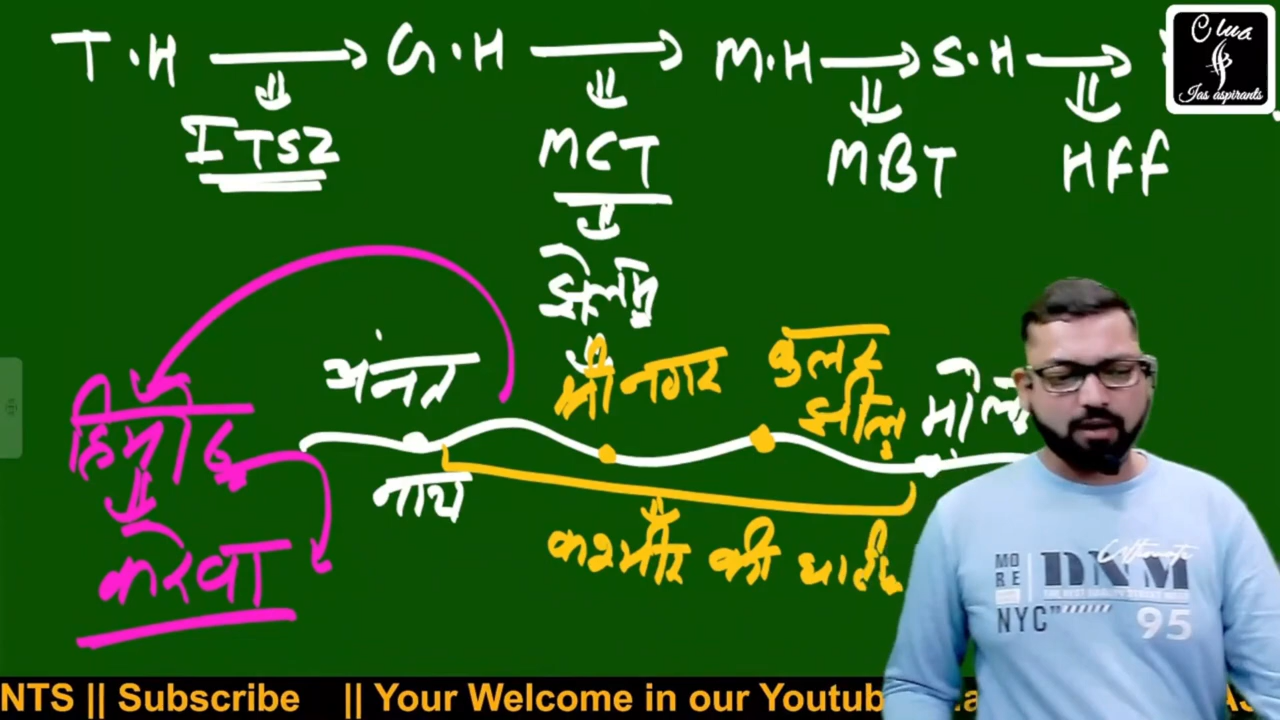 T.H → G.H → M.H → S.H →
ITSZ
MCT
MBT
HFF
झेलम
श्रीनगर
वुलर
झील
अनंत
नाग
हिमोढ़
करेवा
कश्मीर की घाटी
Clue
Ias aspirants
MORE
DNM
Ultimate
NYC
95
NTS || Subscribe || Your Welcome in our Youtub